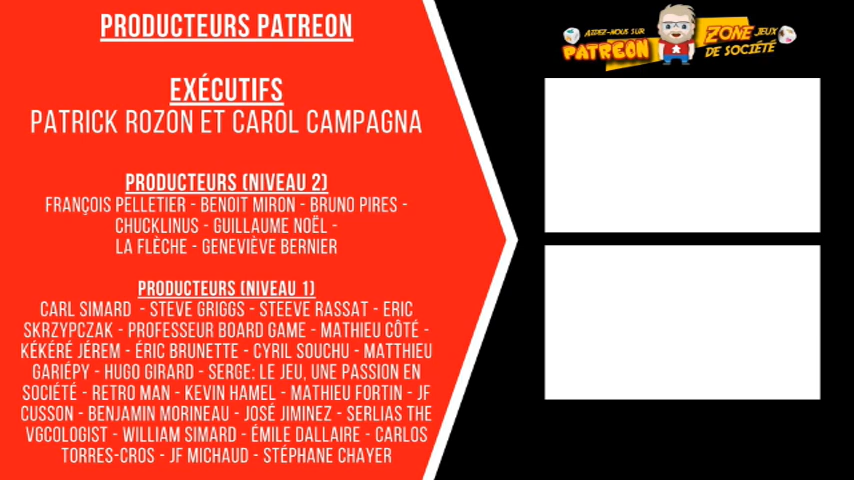 PRODUCTEURS PATREON
EXÉCUTIFS
PATRICK ROZON ET CAROL CAMPAGNA
PRODUCTEURS (NIVEAU 2)
FRANÇOIS PELLETIER - BENOIT MIRON - BRUNO PIRES -
CHUCKLINUS - GUILLAUME NOËL -
LA FLÈCHE - GENEVIÈVE BERNIER
PRODUCTEURS (NIVEAU 1)
CARL SIMARD - STEVE GRIGGS - STEEVE RASSAT - ERIC
SKRZYPCZAK - PROFESSEUR BOARD GAME - MATHIEU CÔTÉ -
KÉKÉRÉ JÉREM - ÉRIC BRUNETTE - CYRIL SOUCHU - MATTHIEU
GARIÉPY - HUGO GIRARD - SERGE: LE JEU, UNE PASSION EN
SOCIÉTÉ - RETRO MAN - KEVIN HAMEL - MATHIEU FORTIN - JF
CUSSON - BENJAMIN MORINEAU - JOSÉ JIMINEZ - SERLIAS THE
VGCOLOGIST - WILLIAM SIMARD - ÉMILE DALLAIRE - CARLOS
TORRES-CROS - JF MICHAUD - STÉPHANE CHAYER
AIDEZ-NOUS SUR
PATREON
ZONE JEUX
DE SOCIÉTÉ